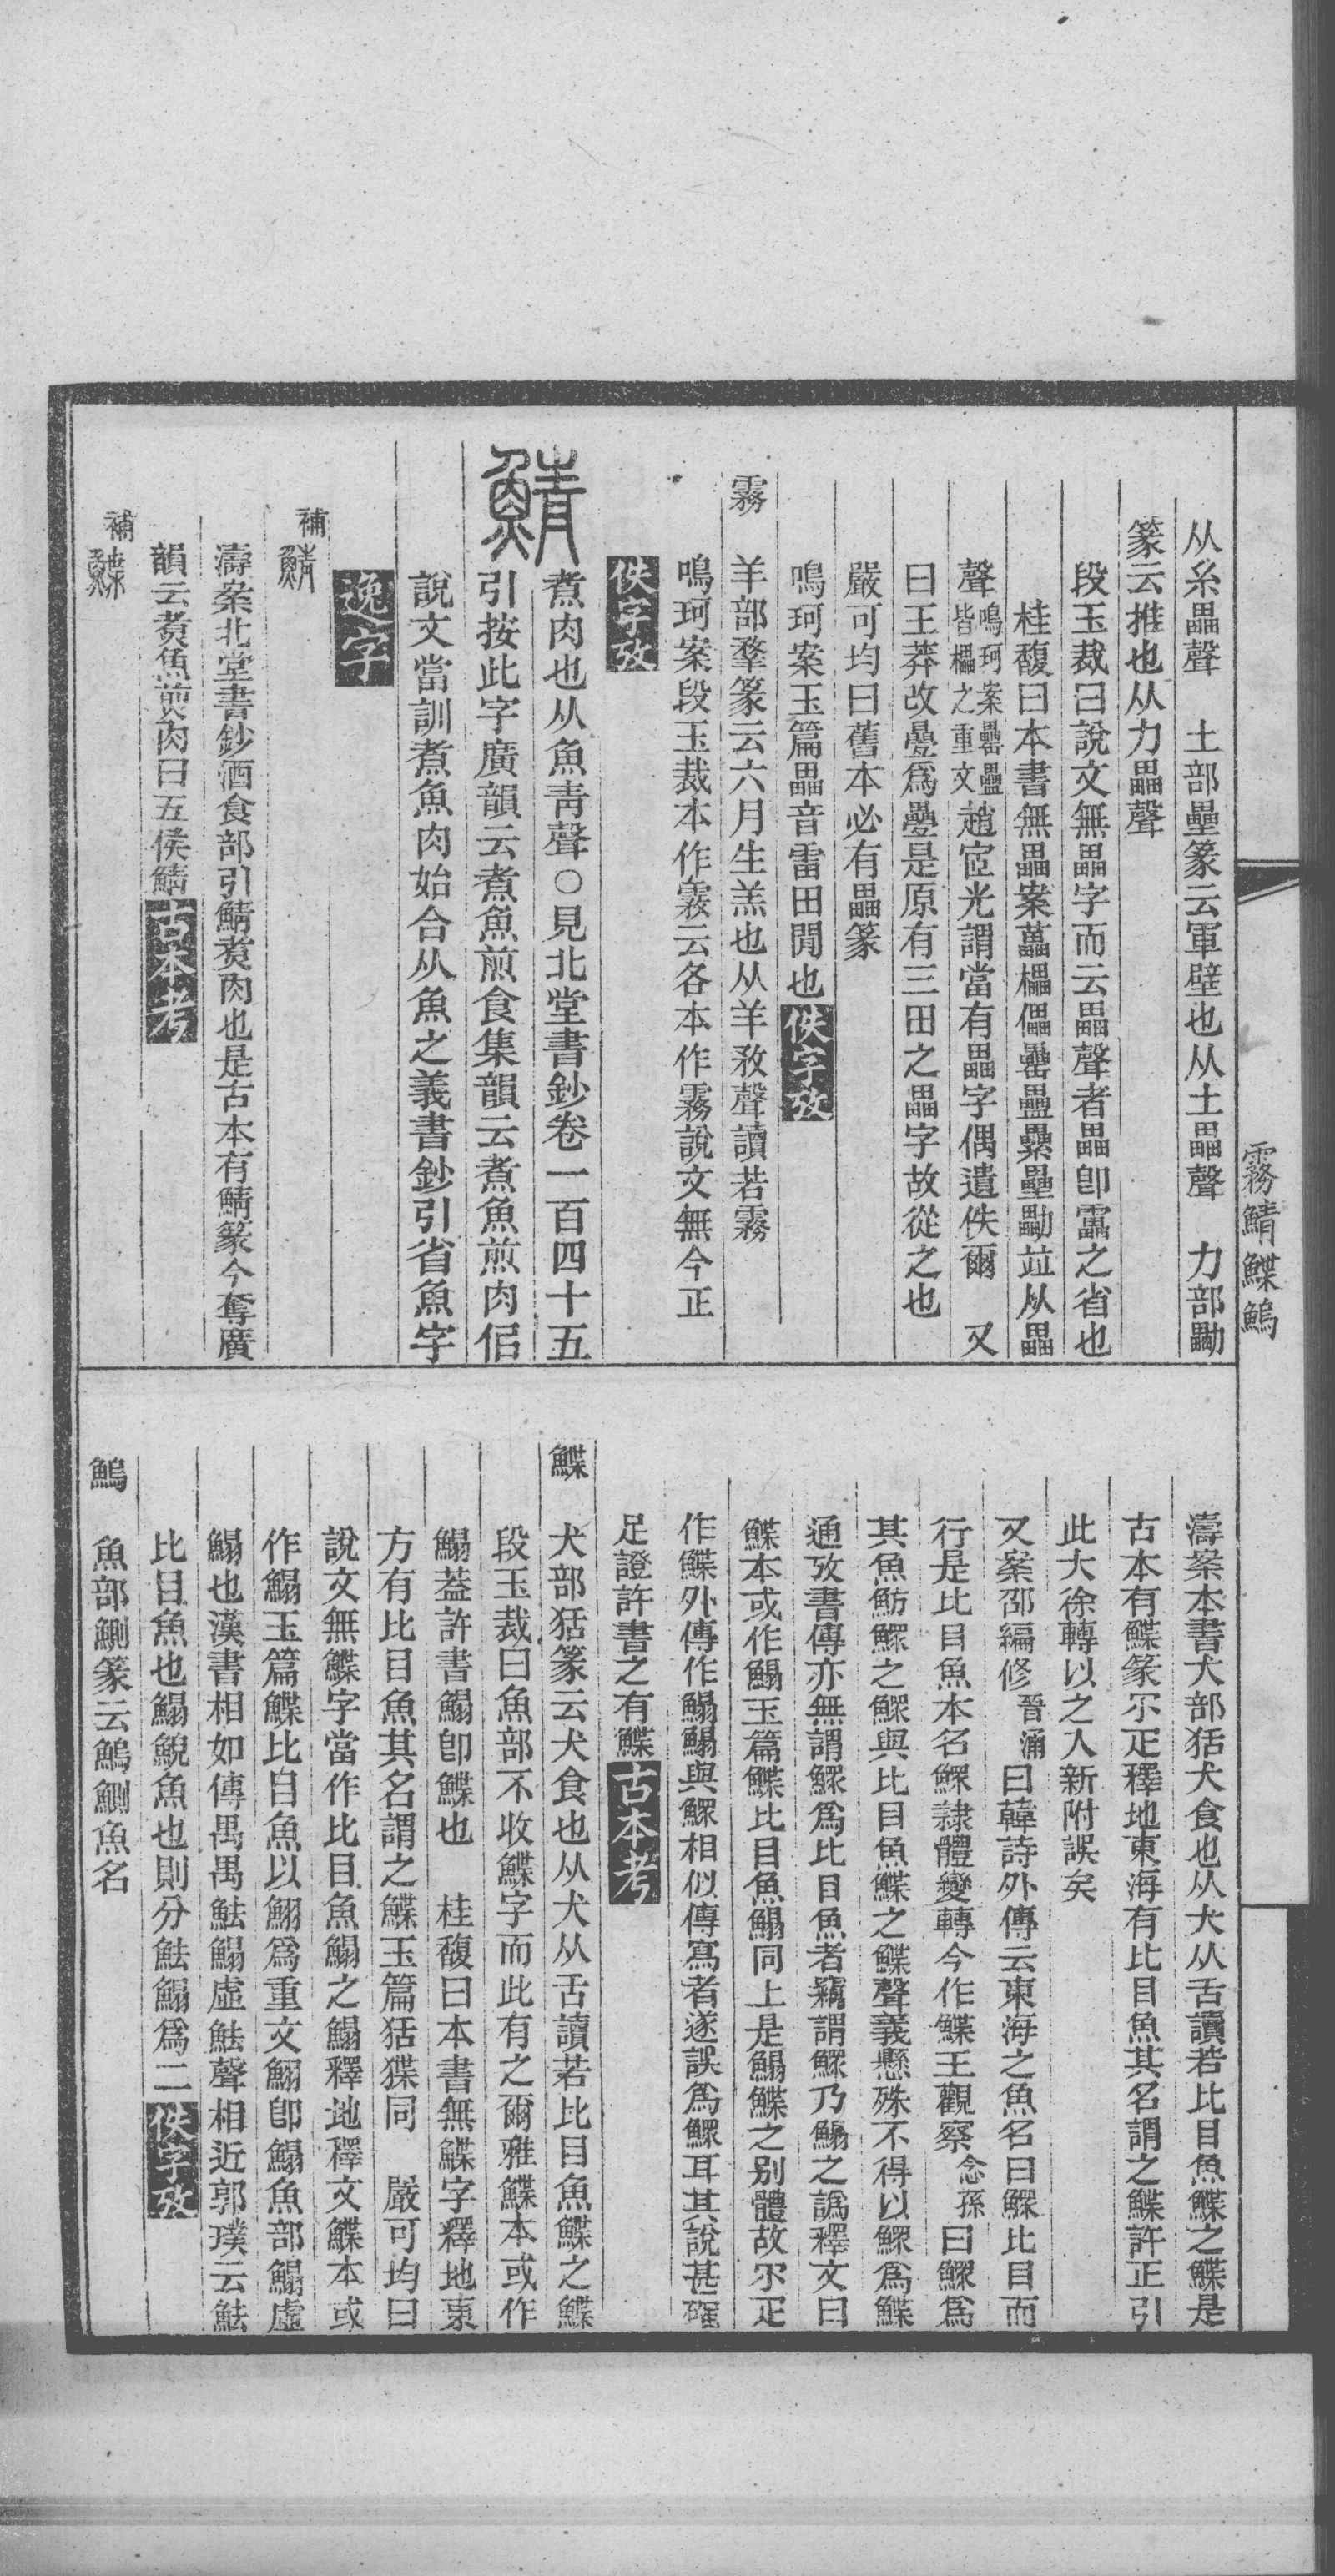 霧鯖鰈鰞
从糸畾聲　土部壘篆云軍壁也从土畾聲　力部勴
篆云推也从力畾聲
段玉裁曰說文無畾字而云畾聲者畾卽靁之省也
桂馥曰本書無畾案藟櫑儡罍蠱纍壘勴竝从畾
聲鳴珂案罍蠱皆櫑之重文趙宧光謂當有畾字偶遺佚爾　又
曰王莽改曡爲疊是原有三田之畾字故從之也
嚴可均曰舊本必有畾篆
鳴珂案玉篇畾音雷田閒也佚字攷
霧　羊部羍篆云六月生羔也从羊敄聲讀若霧
鳴珂案段玉裁本作霚云各本作霧說文無今正
佚字攷
鯖　煮肉也从魚靑聲○見北堂書鈔卷一百四十五
引按此字廣韻云煮魚煎食集韻云煮魚煎肉侶
說文當訓煮魚肉始合从魚之義書鈔引省魚字
逸字
補鯖
濤案北堂書鈔酒食部引鯖煑肉也是古本有鯖篆今奪廣
韻云煑魚煎肉曰五侯鯖古本考
補鰈
濤案本書犬部狧犬食也从犬从舌讀若比目魚鰈之鰈是
古本有鰈篆尒疋釋地東海有比目魚其名謂之鰈許正引
此大徐轉以之入新附誤矣
又案邵編修晉涵曰韓詩外傳云東海之魚名曰鰥比目而
行是比目魚本名鰥隸體變轉今作鰈王觀察念孫曰鰥爲
其魚魴鰥之鰥與比目魚鰈之鰈聲義懸殊不得以鰥爲鰈
通攷書傳亦無謂鰥爲比目魚者竊謂鰥乃鰨之譌釋文曰
鰈本或作鰨玉篇鰈比目魚鰨同上是鰨鰈之别體故尒疋
作鰈外傳作鰨鰨與鰥相似傳寫者遂誤爲鰥耳其說甚確
足證許書之有鰈古本考
鰈　犬部狧篆云犬食也从犬从舌讀若比目魚鰈之鰈
段玉裁曰魚部不收鰈字而此有之爾雅鰈本或作
鰨葢許書鰨卽鰈也　桂馥曰本書無鰈字釋地東
方有比目魚其名謂之鰈玉篇狧猰同　嚴可均曰
說文無鰈字當作比目魚鰨之鰨釋地釋文鰈本或
作鰨玉篇鰈比目魚以䱜爲重文䱜卽鰨魚部鰨虛
鰨也漢書相如傳禺禺魼鰨虛魼聲相近郭璞云魼
比目魚也鰨鯢魚也則分魼鰨爲二佚字攷
鰞　魚部鰂篆云鰞鰂魚名